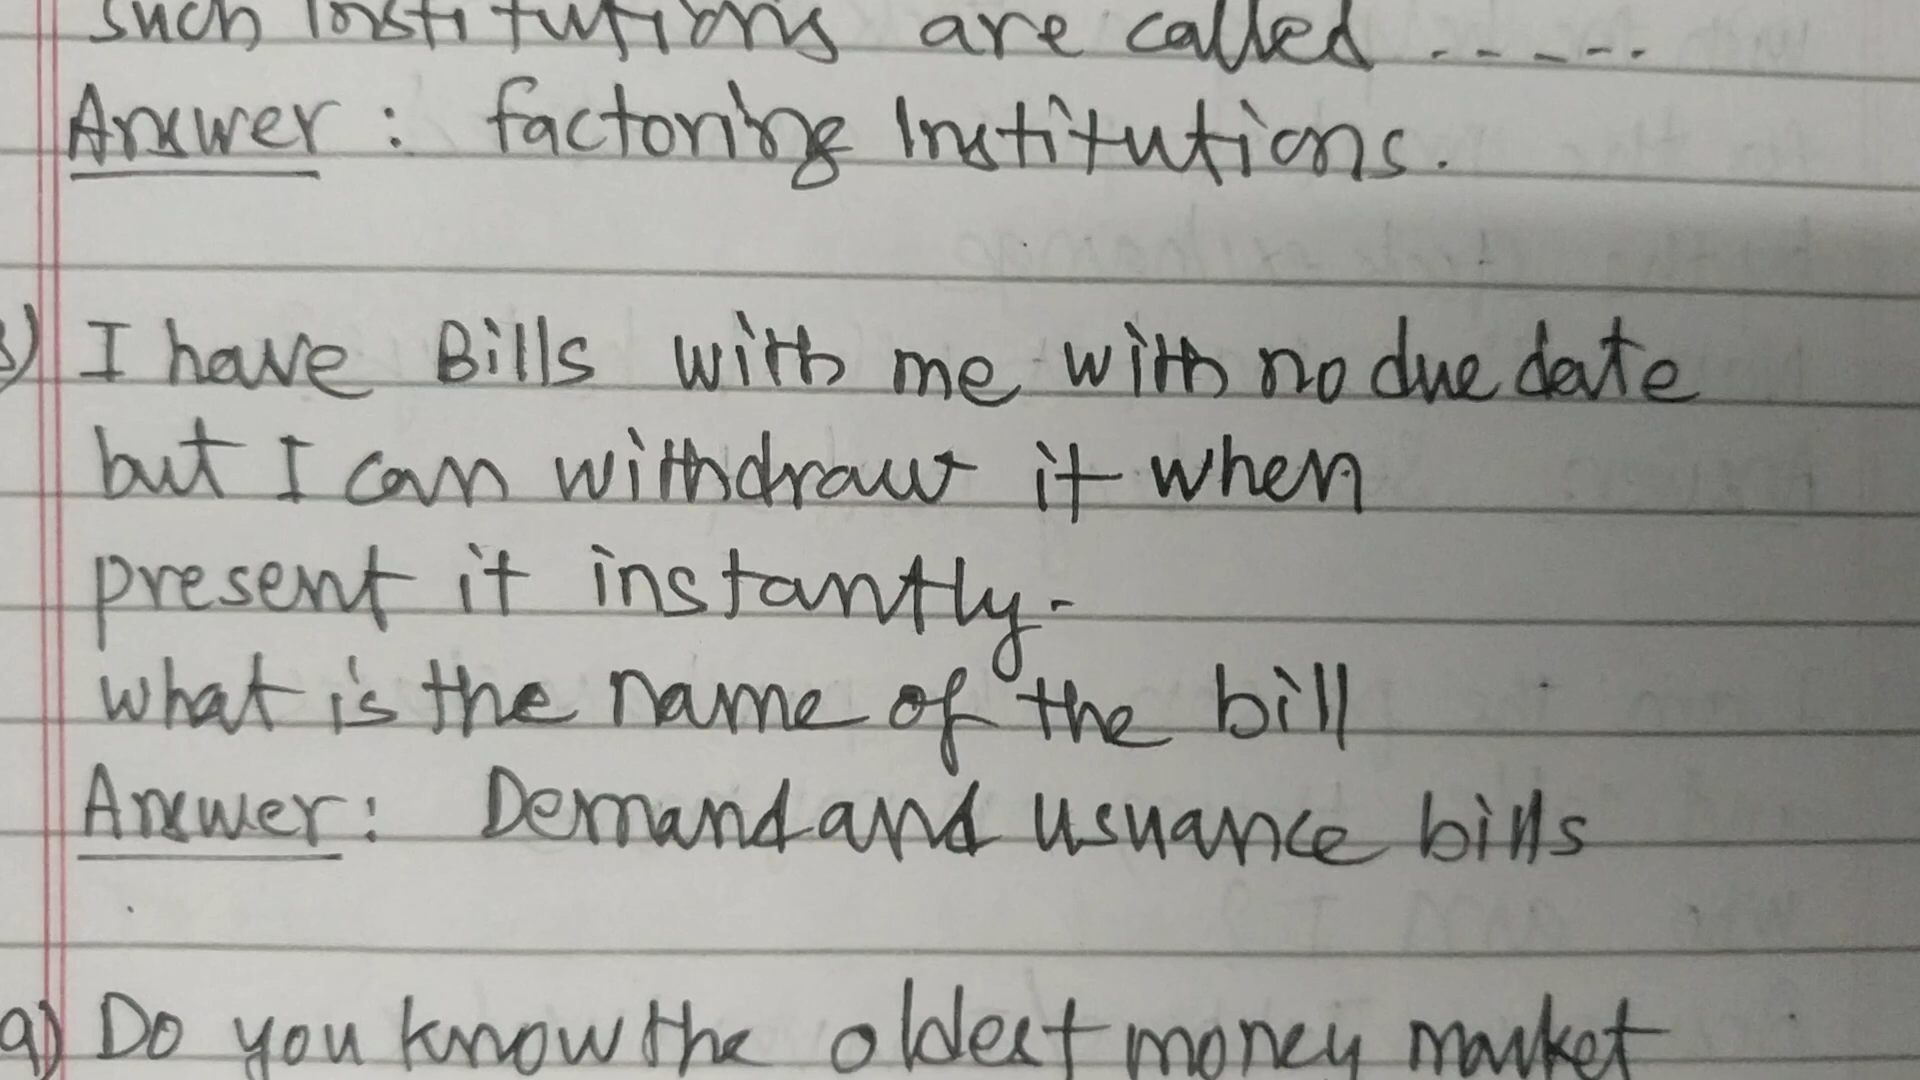 such Institutions are called ......
Answer : factoring Institutions.
8) I have Bills with me with no due date
but I can withdraw it when
present it instantly.
what is the name of the bill
Answer : Demand and usuance bills
9) Do you know the oldest money market